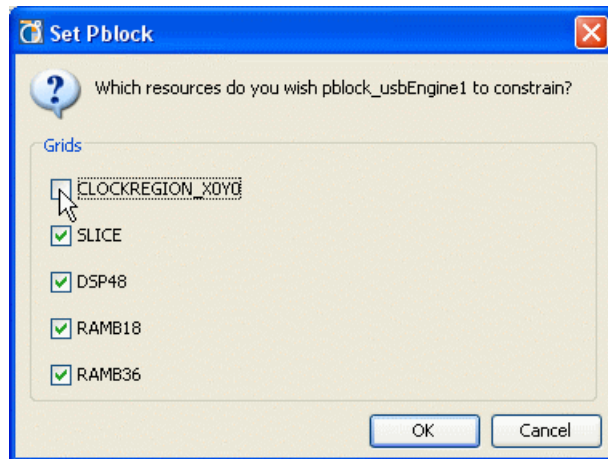 Set Pblock
Which resources do you wish pblock_usbEngine1 to constrain?
Grids
CLOCKREGION_X0Y0
SLICE
DSP48
RAMB18
RAMB36
OK Cancel